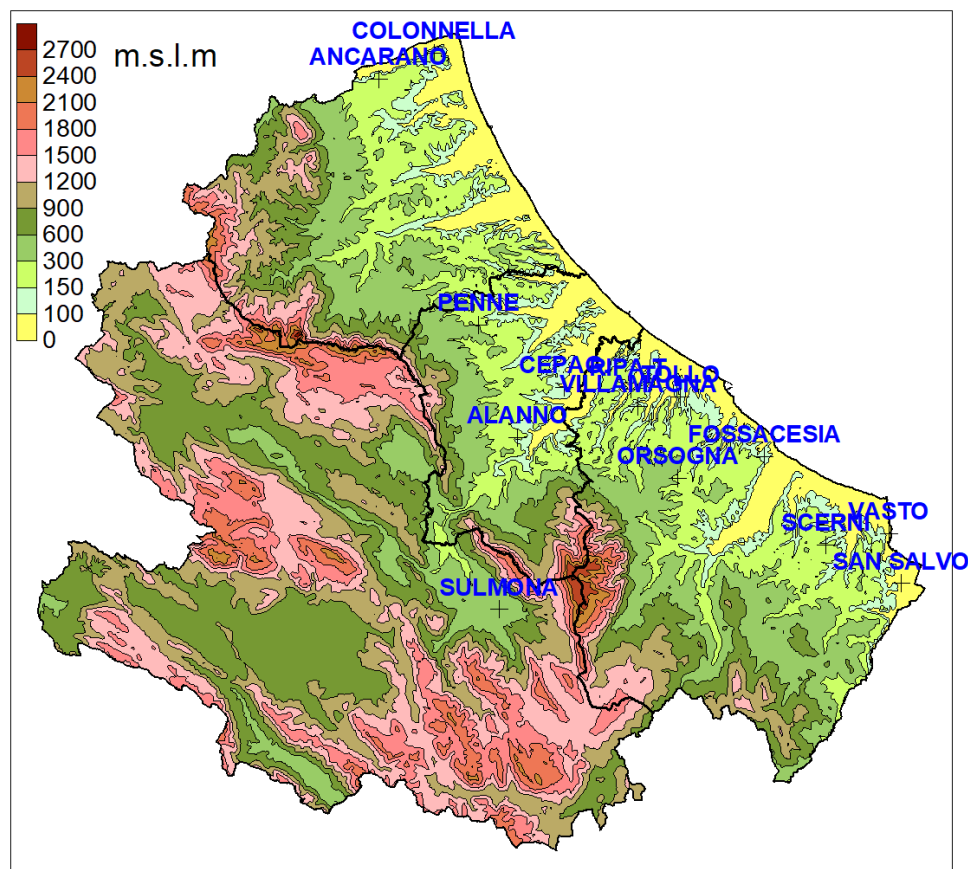 COLONNELLA
ANCARANO
m.s.l.m
2700
2400
2100
1800
1500
1200
900
600
300
150
100
0
PENNE
TOLLO
VILLAMAGNA
ALANNO
FOSSACESIA
ORSOGNA
VASTO
SCERNI
SAN SALVO
SULMONA